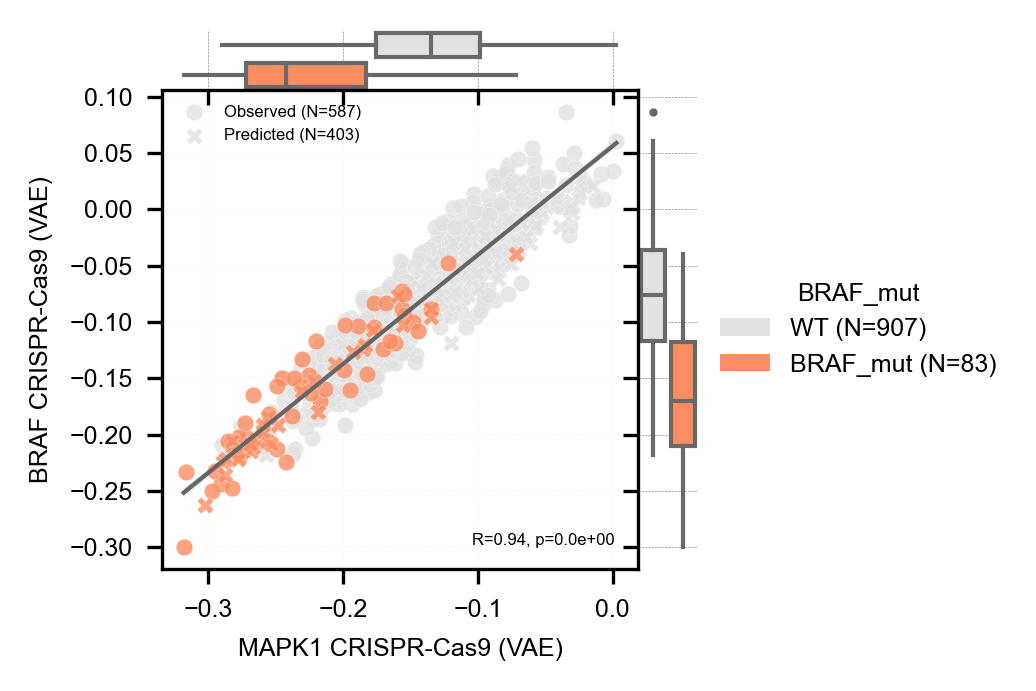 Observed (N=587)
Predicted (N=403)
0.10
0.05
0.00
−0.05
−0.10
−0.15
−0.20
−0.25
−0.30
BRAF CRISPR-Cas9 (VAE)
R=0.94, p=0.0e+00
−0.3
−0.2
−0.1
0.0
MAPK1 CRISPR-Cas9 (VAE)
BRAF_mut
WT (N=907)
BRAF_mut (N=83)